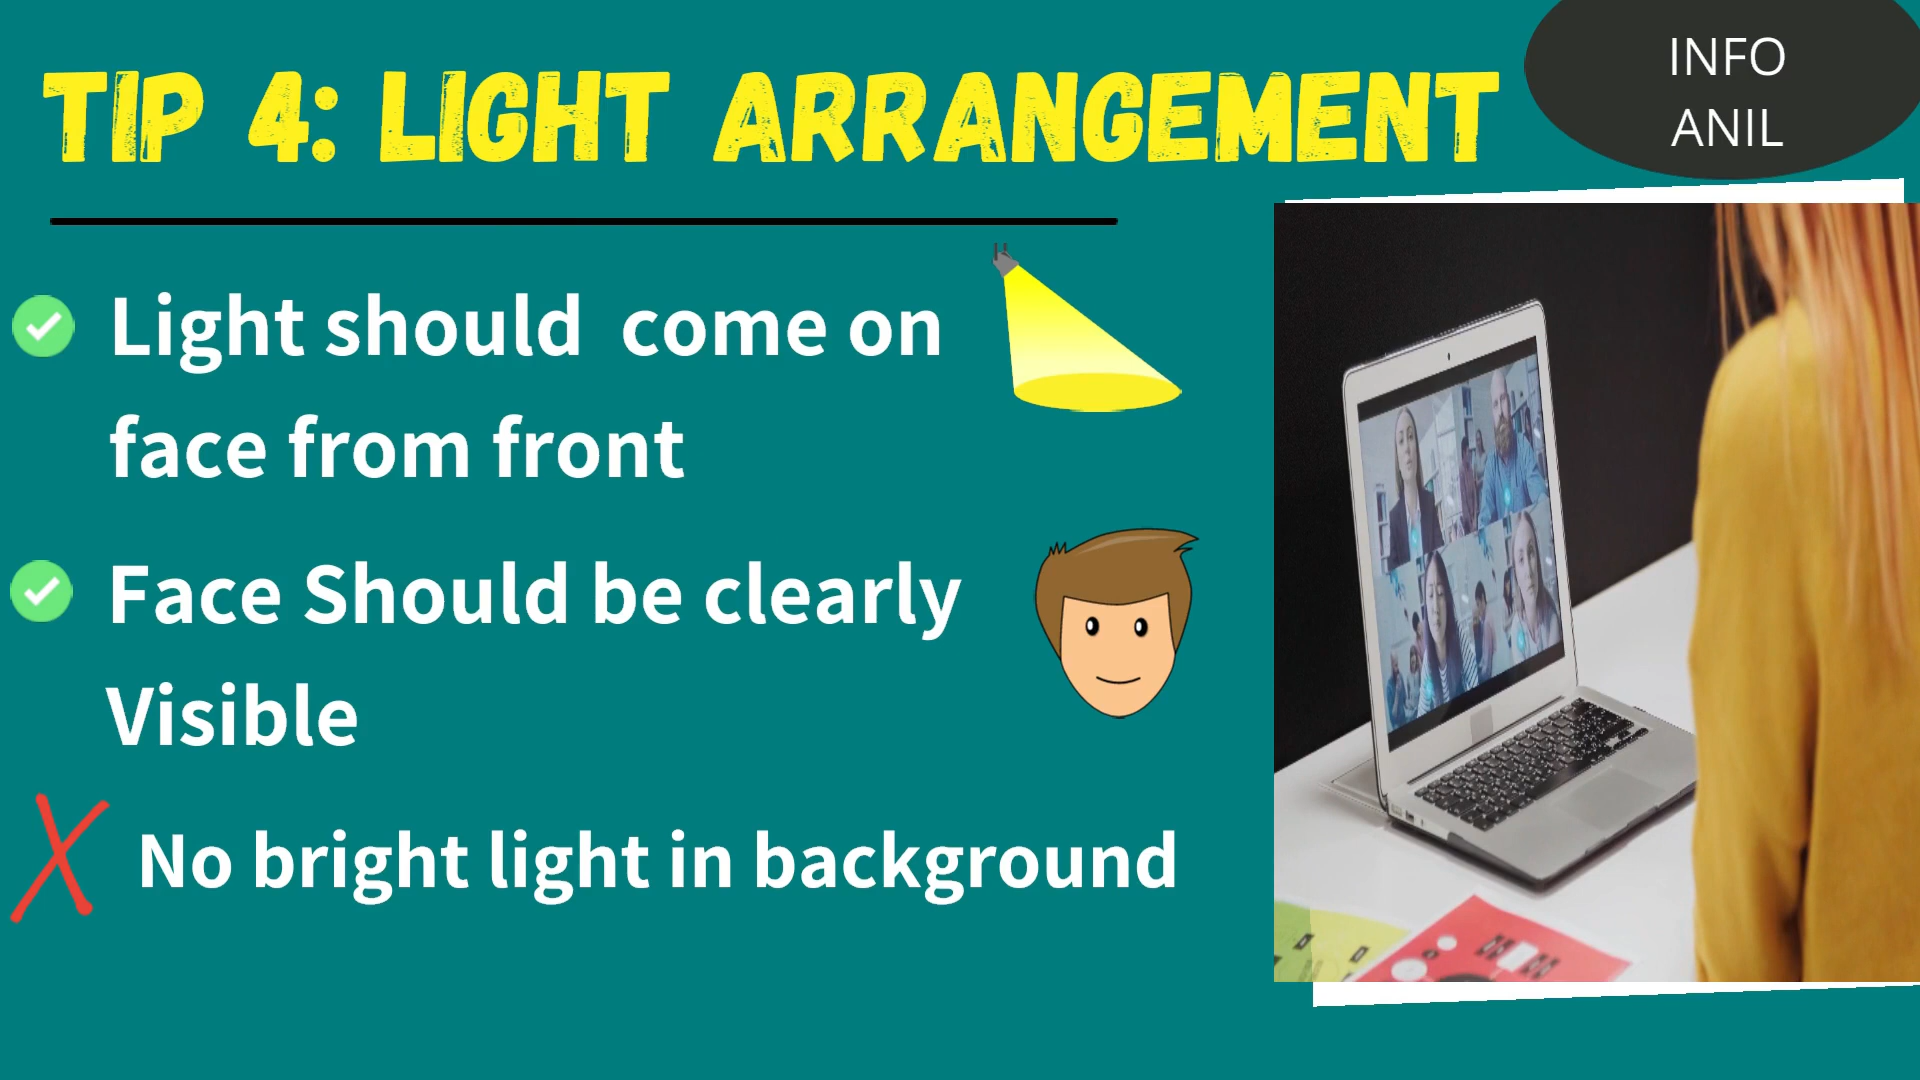 TIP 4: LIGHT ARRANGEMENT
INFO
ANIL
Light should come on
face from front
Face Should be clearly
Visible
No bright light in background